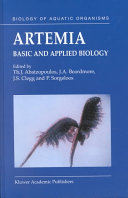 BIOLOGY OF AQUATIC ORGANISMS
ARTEMIA
BASIC AND APPLIED BIOLOGY
Edited by
Th.J. Abatzopoulos, J.A. Beardmore,
J.S. Clegg and P. Sorgeloos
Kluwer Academic Publishers